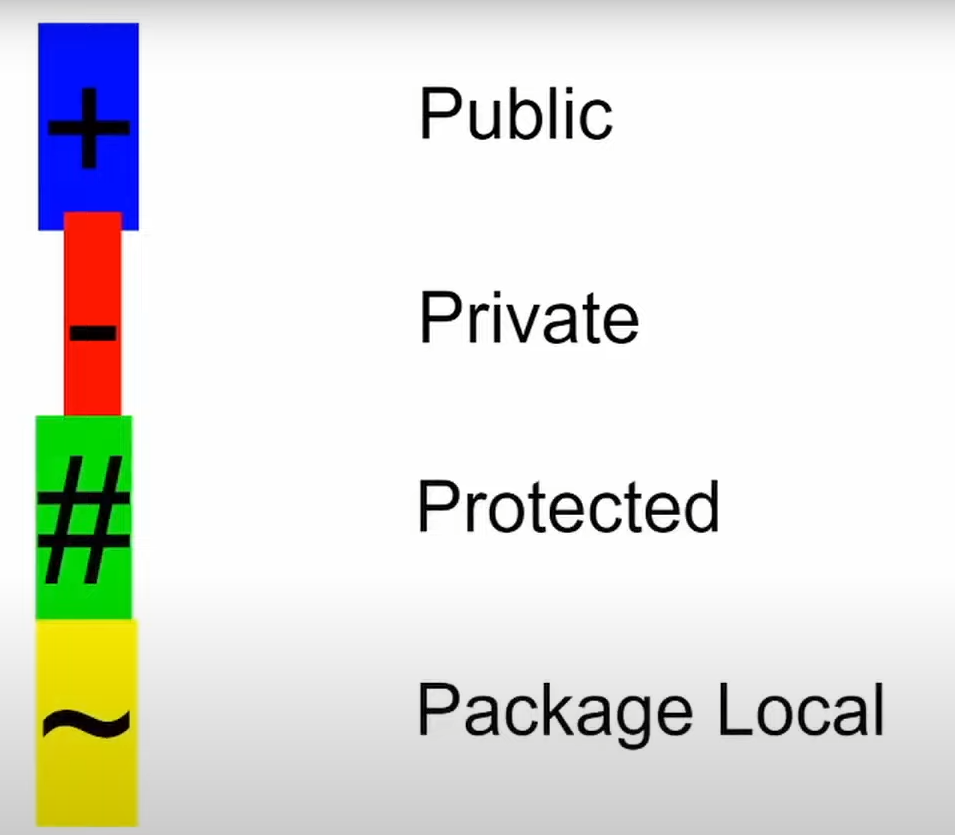 + Public
- Private
# Protected
~ Package Local